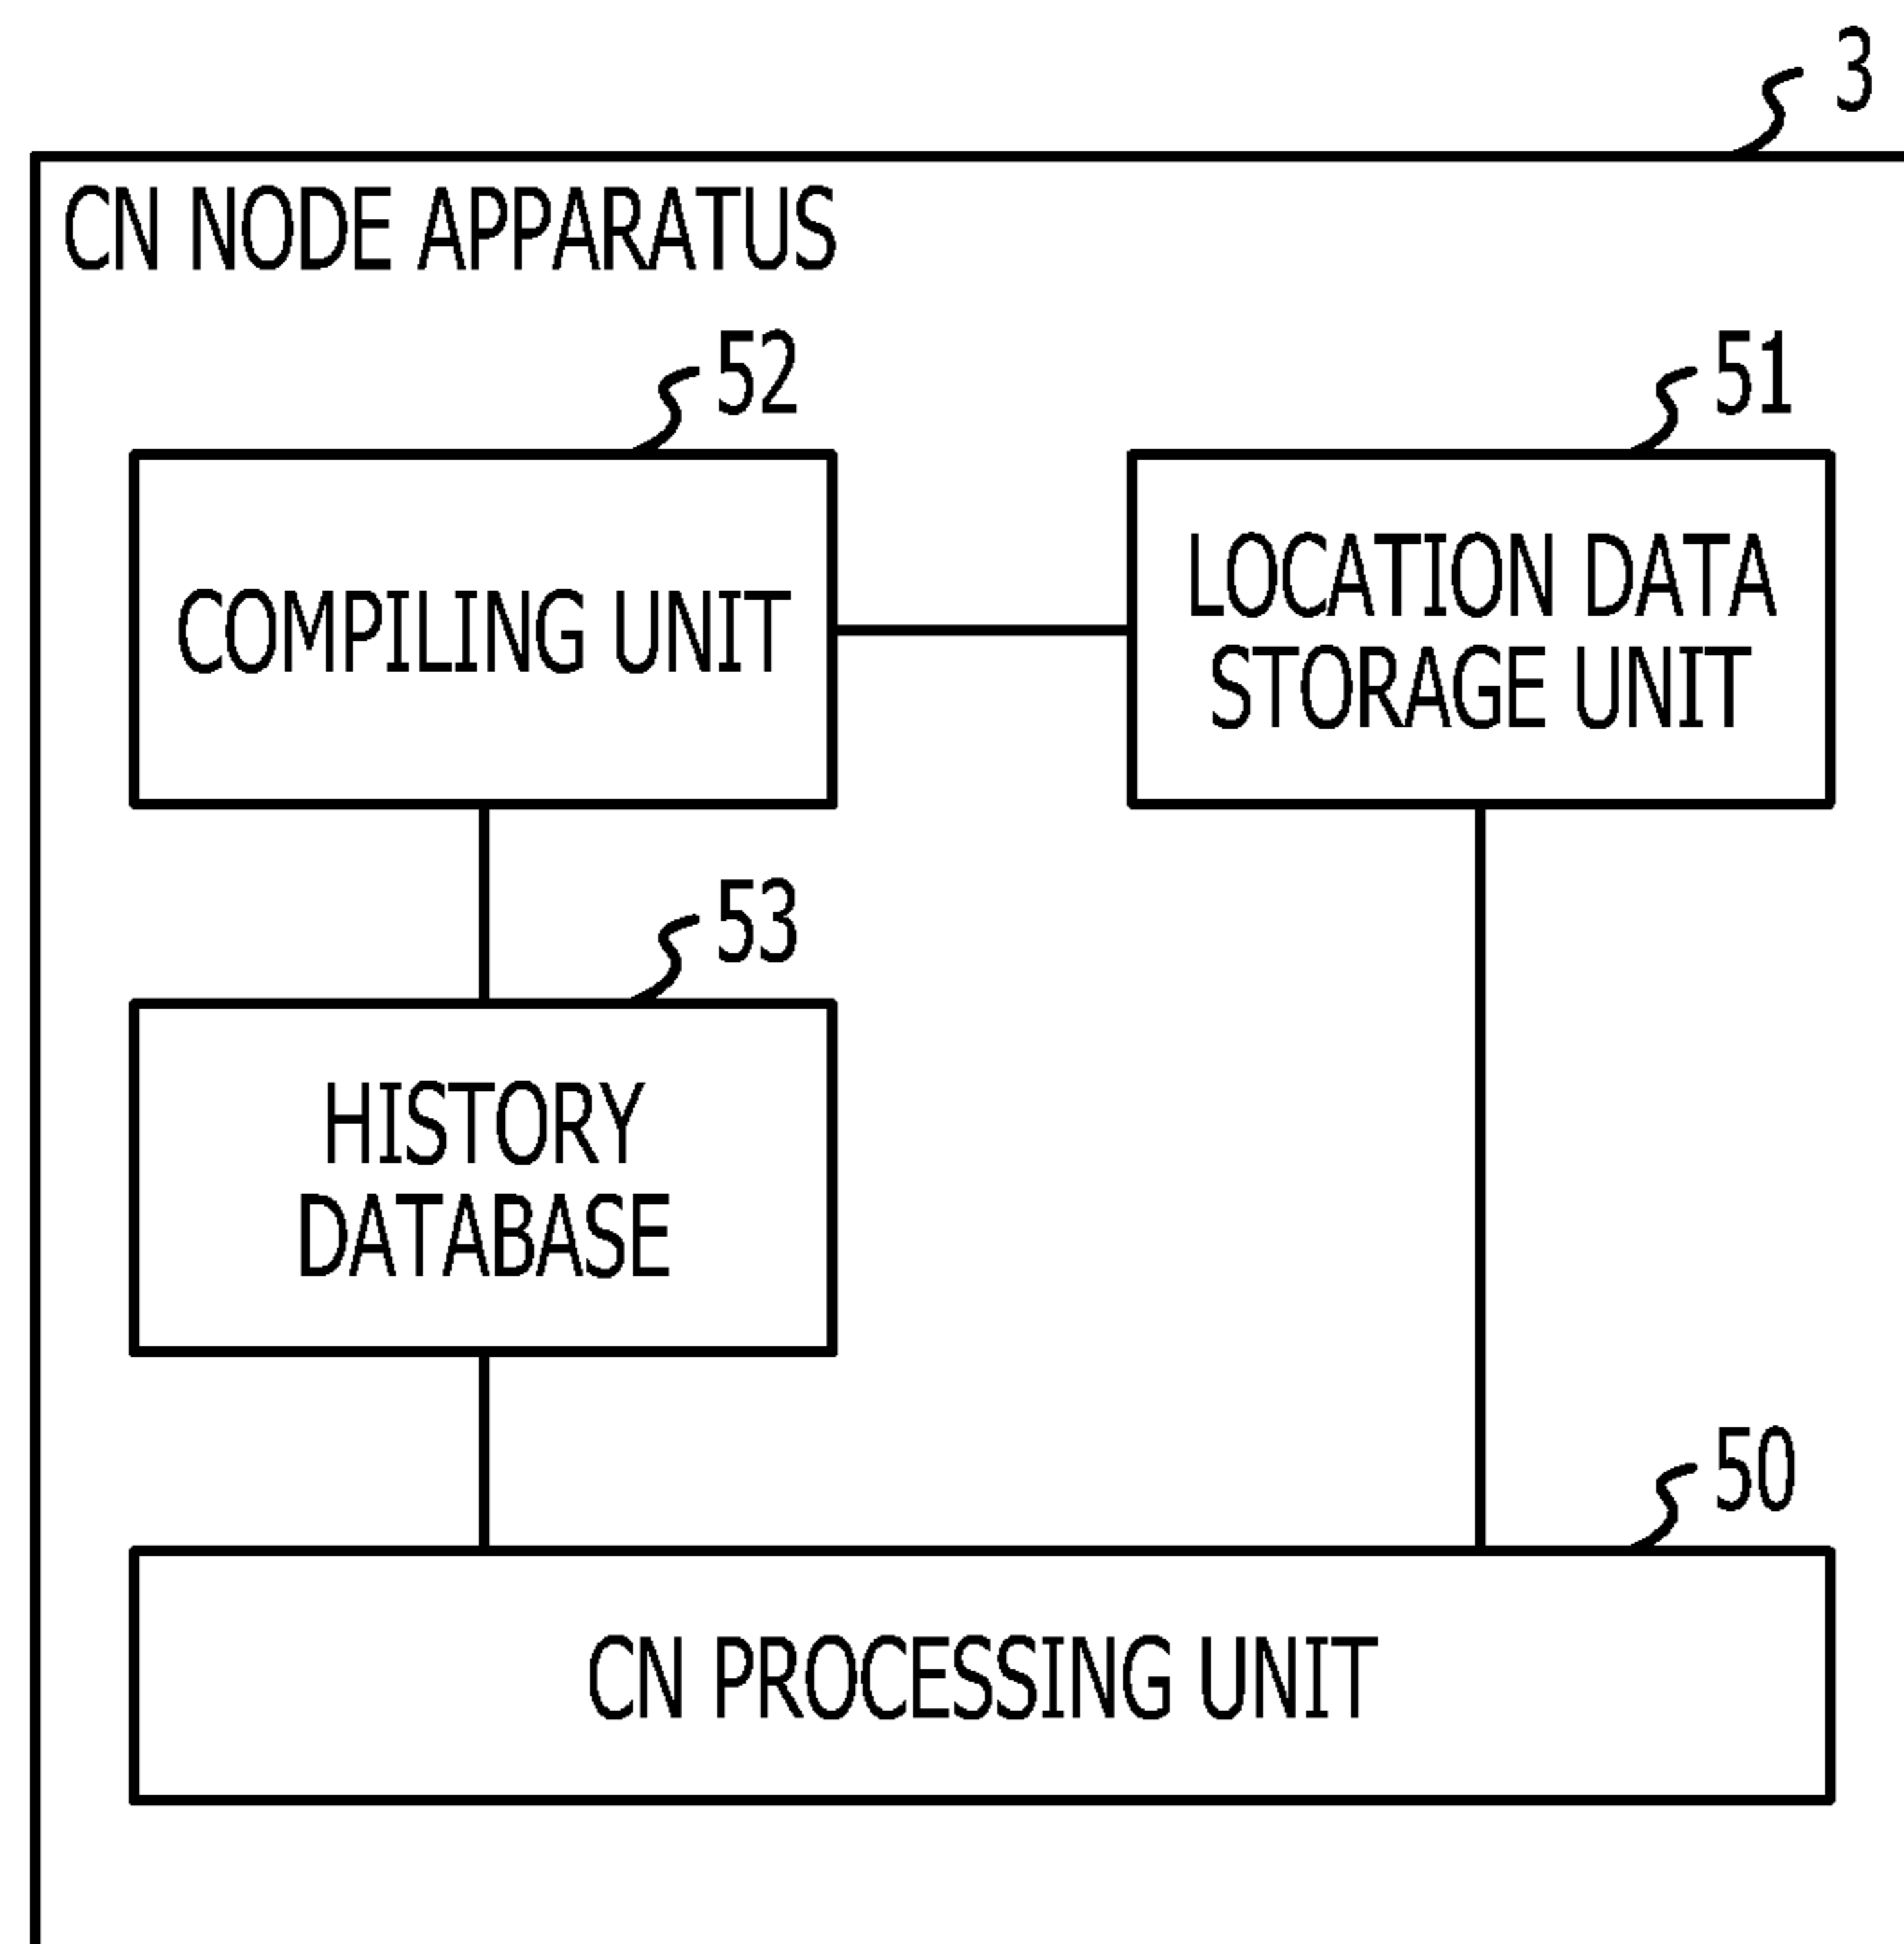 3
CN NODE APPARATUS
52
51
COMPILING UNIT
LOCATION DATA
STORAGE UNIT
53
HISTORY
DATABASE
50
CN PROCESSING UNIT